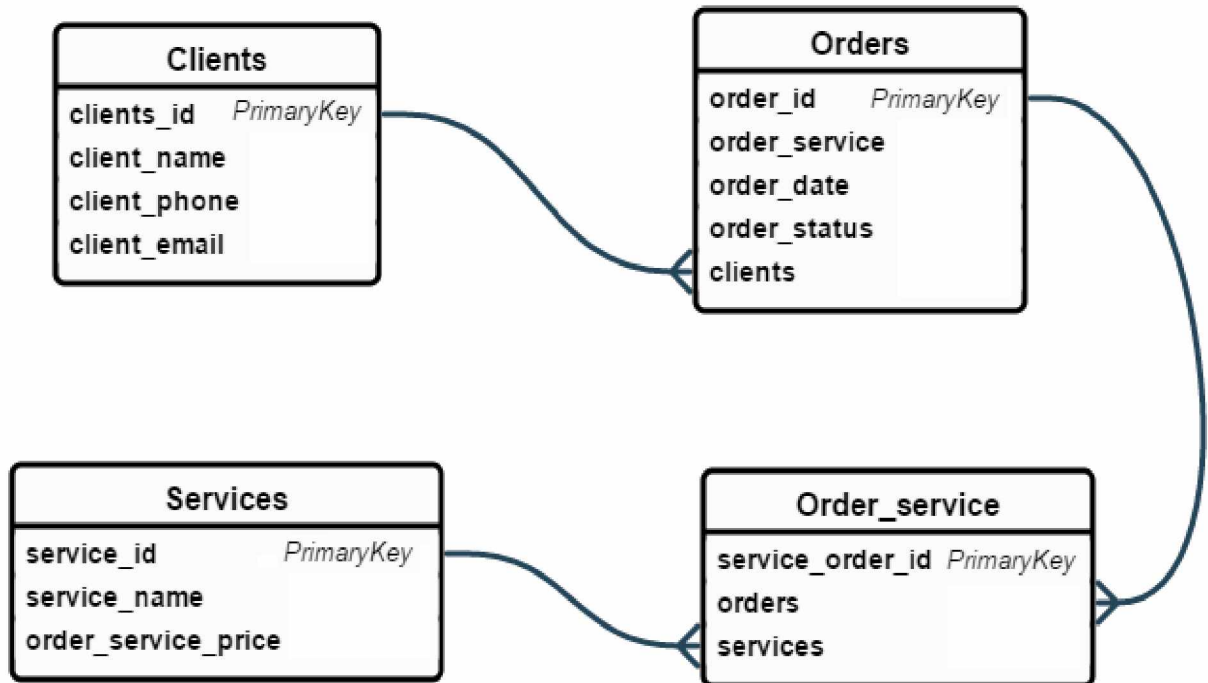 Clients
clients_id PrimaryKey
client_name
client_phone
client_email
Orders
order_id PrimaryKey
order_service
order_date
order_status
clients
Services
service_id PrimaryKey
service_name
order_service_price
Order_service
service_order_id PrimaryKey
orders
services